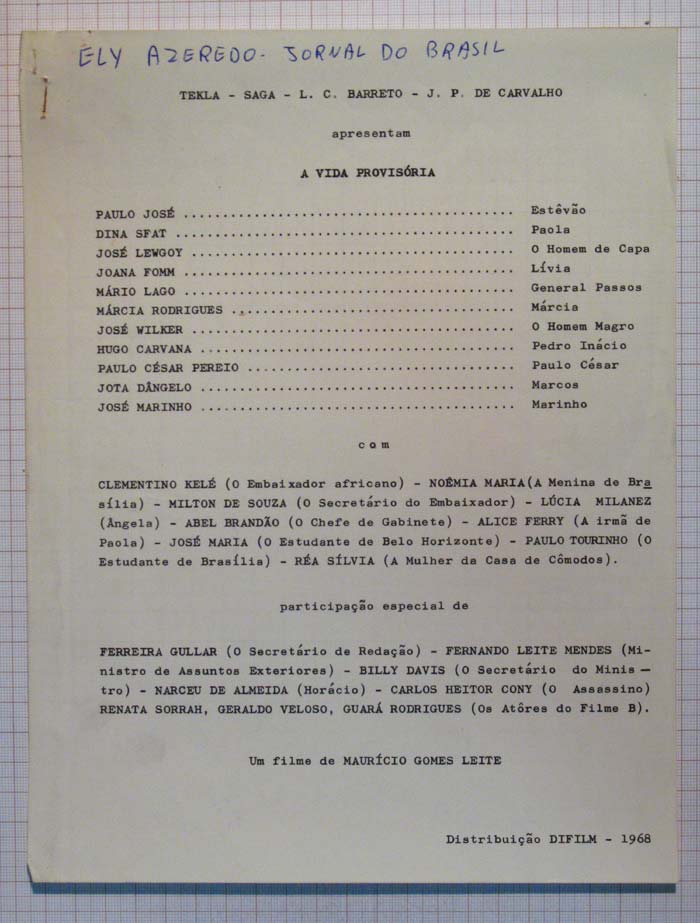 ELY AZEREDO - JORNAL DO BRASIL
TEKLA - SAGA - L. C. BARRETO - J. P. DE CARVALHO
apresentam
A VIDA PROVISÓRIA
PAULO JOSÉ .......................................... Estêvão
DINA SFAT ........................................... Paola
JOSÉ LEWGOY ......................................... O Homem de Capa
JOANA FOMM .......................................... Lívia
MÁRIO LAGO .......................................... General Passos
MÁRCIA RODRIGUES .................................... Márcia
JOSÉ WILKER ......................................... O Homem Magro
HUGO CARVANA ........................................ Pedro Inácio
PAULO CÉSAR PEREIO .................................. Paulo César
JOTA DÂNGELO ........................................ Marcos
JOSÉ MARINHO ........................................ Marinho
com
CLEMENTINO KELÉ (O Embaixador africano) - NOÊMIA MARIA(A Menina de Bra
sília) - MILTON DE SOUZA (O Secretário do Embaixador) - LÚCIA MILANEZ
(Ângela) - ABEL BRANDÃO (O Chefe de Gabinete) - ALICE FERRY (A irmã de
Paola) - JOSÉ MARIA (O Estudante de Belo Horizonte) - PAULO TOURINHO (O
Estudante de Brasília) - RÉA SÍLVIA (A Mulher da Casa de Cômodos).
participação especial de
FERREIRA GULLAR (O Secretário de Redação) - FERNANDO LEITE MENDES (Mi-
nistro de Assuntos Exteriores) - BILLY DAVIS (O Secretário do Minis —
tro) - NARCEU DE ALMEIDA (Horácio) - CARLOS HEITOR CONY (O Assassino)
RENATA SORRAH, GERALDO VELOSO, GUARÁ RODRIGUES (Os Atôres do Filme B).
Um filme de MAURÍCIO GOMES LEITE
Distribuição DIFILM - 1968